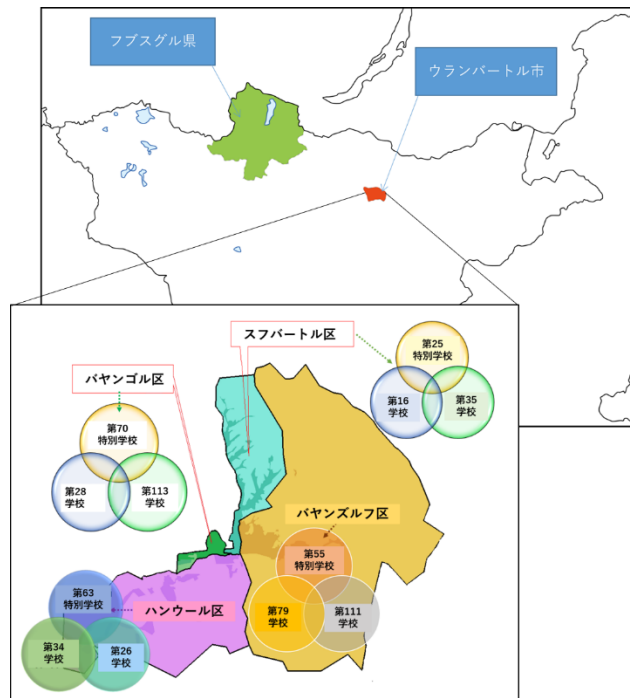 フブスグル県
ウランバートル市
スフバートル区
第25
特別学校
第16
学校
第35
学校
バヤンゴル区
第70
特別学校
第28
学校
第113
学校
バヤンズルフ区
第55
特別学校
第79
学校
第111
学校
第63
特別学校
ハンウール区
第34
学校
第26
学校